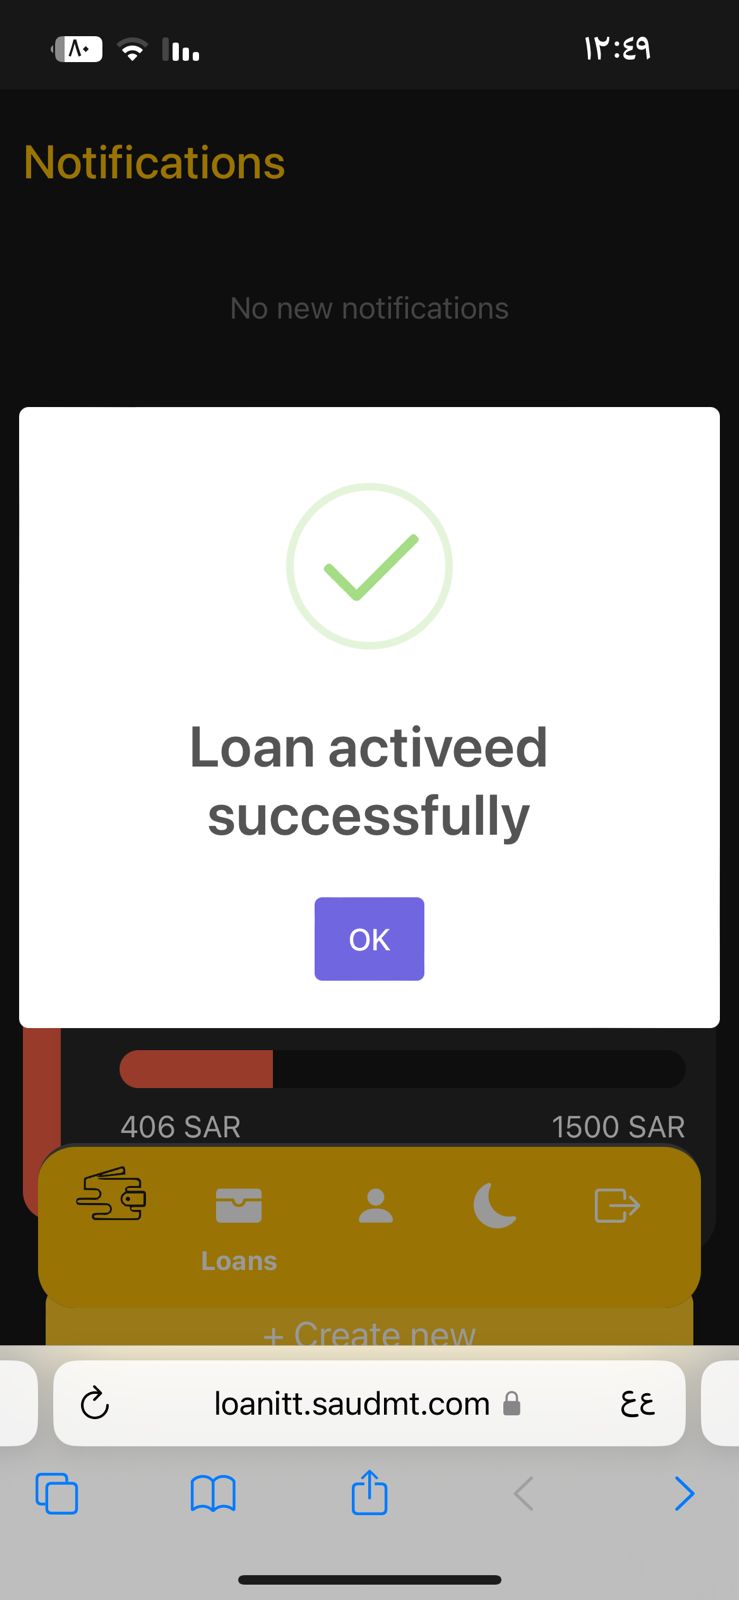 ٨٠
١٢:٤٩
Notifications
No new notifications
Loan activeed
successfully
OK
406 SAR
1500 SAR
Loans
+ Create new
loanitt.saudmt.com
ﻋع